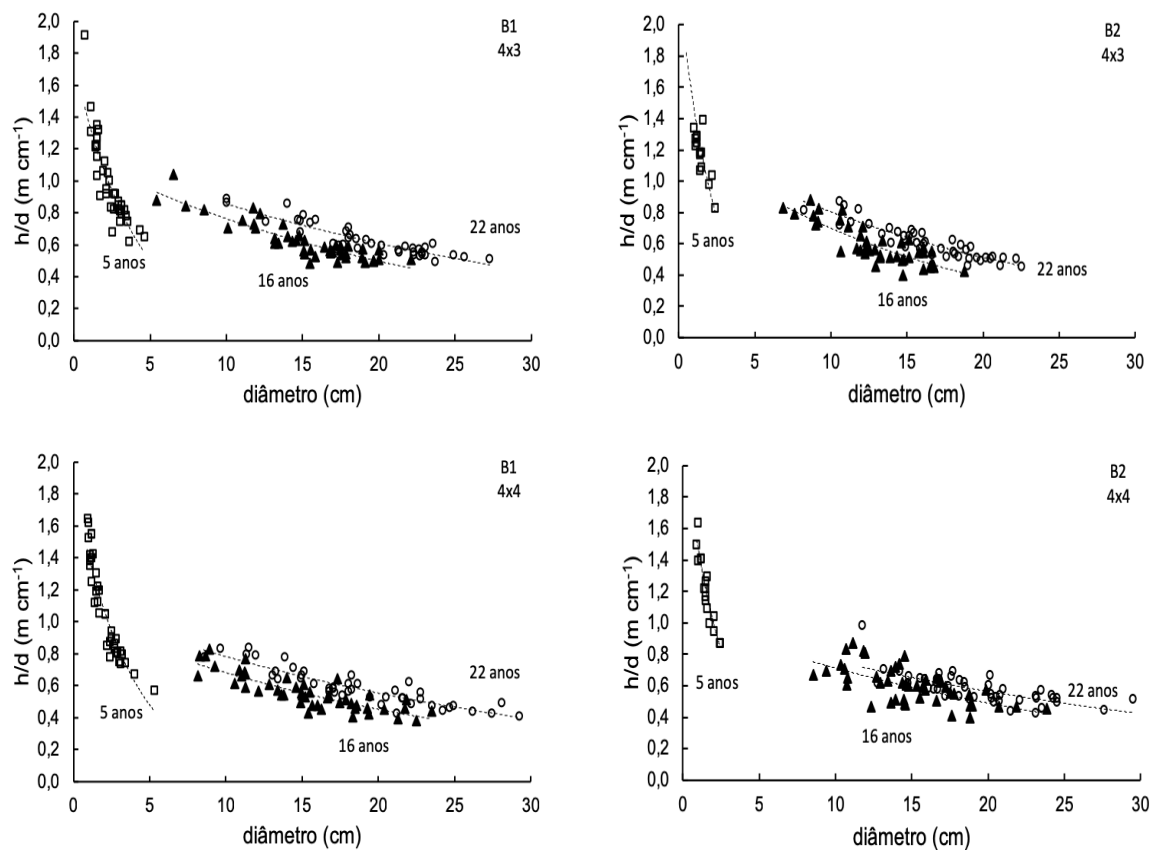 B1
4x3
2,0
1,8
1,6
1,4
1,2
1,0
0,8
0,6
0,4
0,2
0,0
h/d (m cm⁻¹)
5 anos
16 anos
22 anos
0 5 10 15 20 25 30
diâmetro (cm)
B2
4x3
2,0
1,8
1,6
1,4
1,2
1,0
0,8
0,6
0,4
0,2
0,0
h/d (m cm⁻¹)
5 anos
16 anos
22 anos
0 5 10 15 20 25 30
diâmetro (cm)
B1
4x4
2,0
1,8
1,6
1,4
1,2
1,0
0,8
0,6
0,4
0,2
0,0
h/d (m cm⁻¹)
5 anos
16 anos
22 anos
0 5 10 15 20 25 30
diâmetro (cm)
B2
4x4
2,0
1,8
1,6
1,4
1,2
1,0
0,8
0,6
0,4
0,2
0,0
h/d (m cm⁻¹)
5 anos
16 anos
22 anos
0 5 10 15 20 25 30
diâmetro (cm)